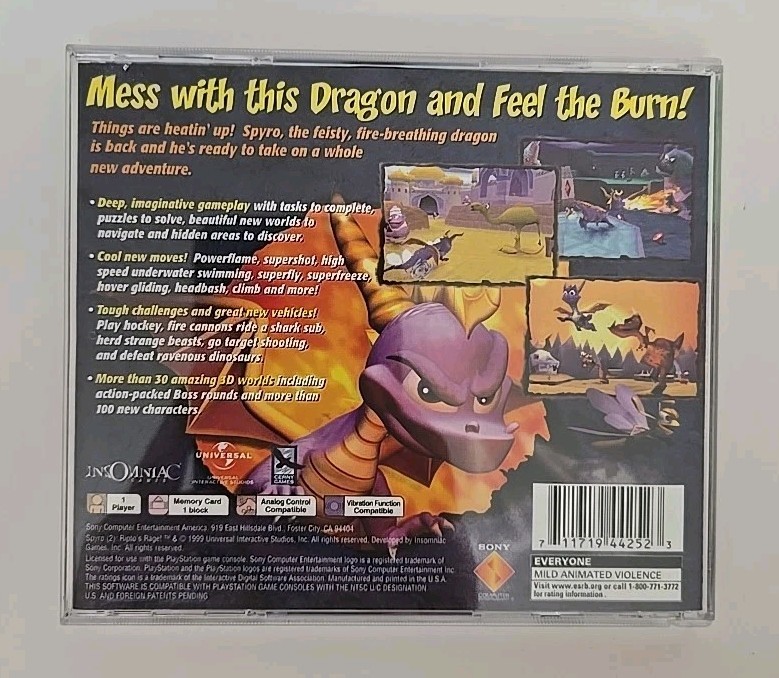 Mess with this Dragon and Feel the Burn!
Things are heatin' up! Spyro, the feisty, fire-breathing dragon
is back and he's ready to take on a whole
new adventure.
• Deep, imaginative gameplay with tasks to complete,
puzzles to solve, beautiful new worlds to
navigate and hidden areas to discover.
• Cool new moves! Powerflame, supershot, high
speed underwater swimming, superfly, superfreeze,
hover gliding, headbash, climb and more!
• Tough challenges and great new vehicles!
Play hockey, fire cannons ride a shark sub,
herd strange beasts, go target shooting,
and defeat ravenous dinosaurs.
• More than 30 amazing 3D worlds including
action-packed Boss rounds and more than
100 new characters
INSOMNIAC
GAMES
UNIVERSAL
UNIVERSAL
INTERACTIVE STUDIOS
CERNY
GAMES
1
Player
Memory Card
1 block
Analog Control
Compatible
Vibration Function
Compatible
Sony Computer Entertainment America, 919 East Hillsdale Blvd., Foster City, CA 94404
Spyro (2): Ripto's Rage! ™ & © 1999 Universal Interactive Studios, Inc. All rights reserved. Developed by Insomniac
Games, Inc. All rights reserved.
Licensed for use with the PlayStation game console. Sony Computer Entertainment logo is a registered trademark of
Sony Corporation. PlayStation and the PlayStation logos are registered trademarks of Sony Computer Entertainment Inc.
The ratings icon is a trademark of the Interactive Digital Software Association. Manufactured and printed in the U.S.A.
THIS SOFTWARE IS COMPATIBLE WITH PLAYSTATION GAME CONSOLES WITH THE NTSC U/C DESIGNATION.
U.S. AND FOREIGN PATENTS PENDING
SONY
COMPUTER
7 11719 44252 3
EVERYONE
MILD ANIMATED VIOLENCE
Visit www.esrb.org or call 1-800-771-3772
for rating information.